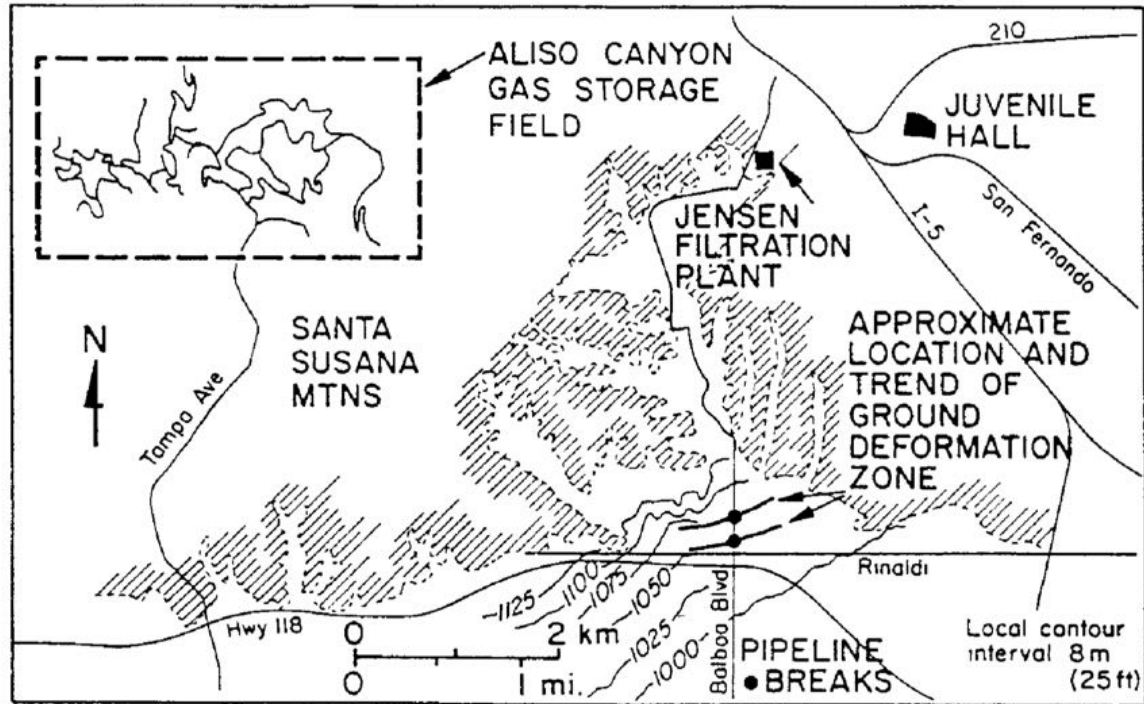 ALISO CANYON
GAS STORAGE
FIELD
210
JUVENILE
HALL
JENSEN
FILTRATION
PLANT
I-5
San Fernando
N
SANTA
SUSANA
MTNS
Tampa Ave
APPROXIMATE
LOCATION AND
TREND OF
GROUND
DEFORMATION
ZONE
Rinaldi
Hwy 118
1125
1100
1075
1050
1025
1000
Balboa Blvd
0 2 km
0 1 mi.
PIPELINE
BREAKS
Local contour
interval 8 m
(25 ft)